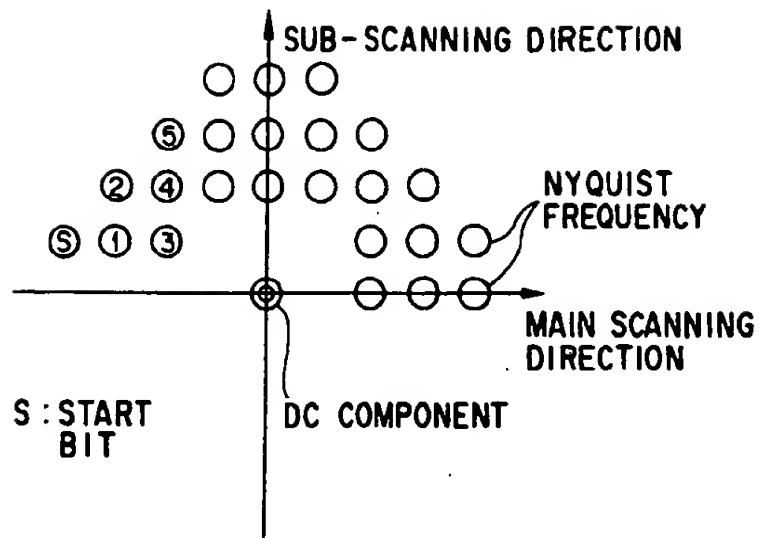 SUB-SCANNING DIRECTION
5
2 4
S 1 3
NYQUIST
FREQUENCY
MAIN SCANNING
DIRECTION
DC COMPONENT
S : START
BIT